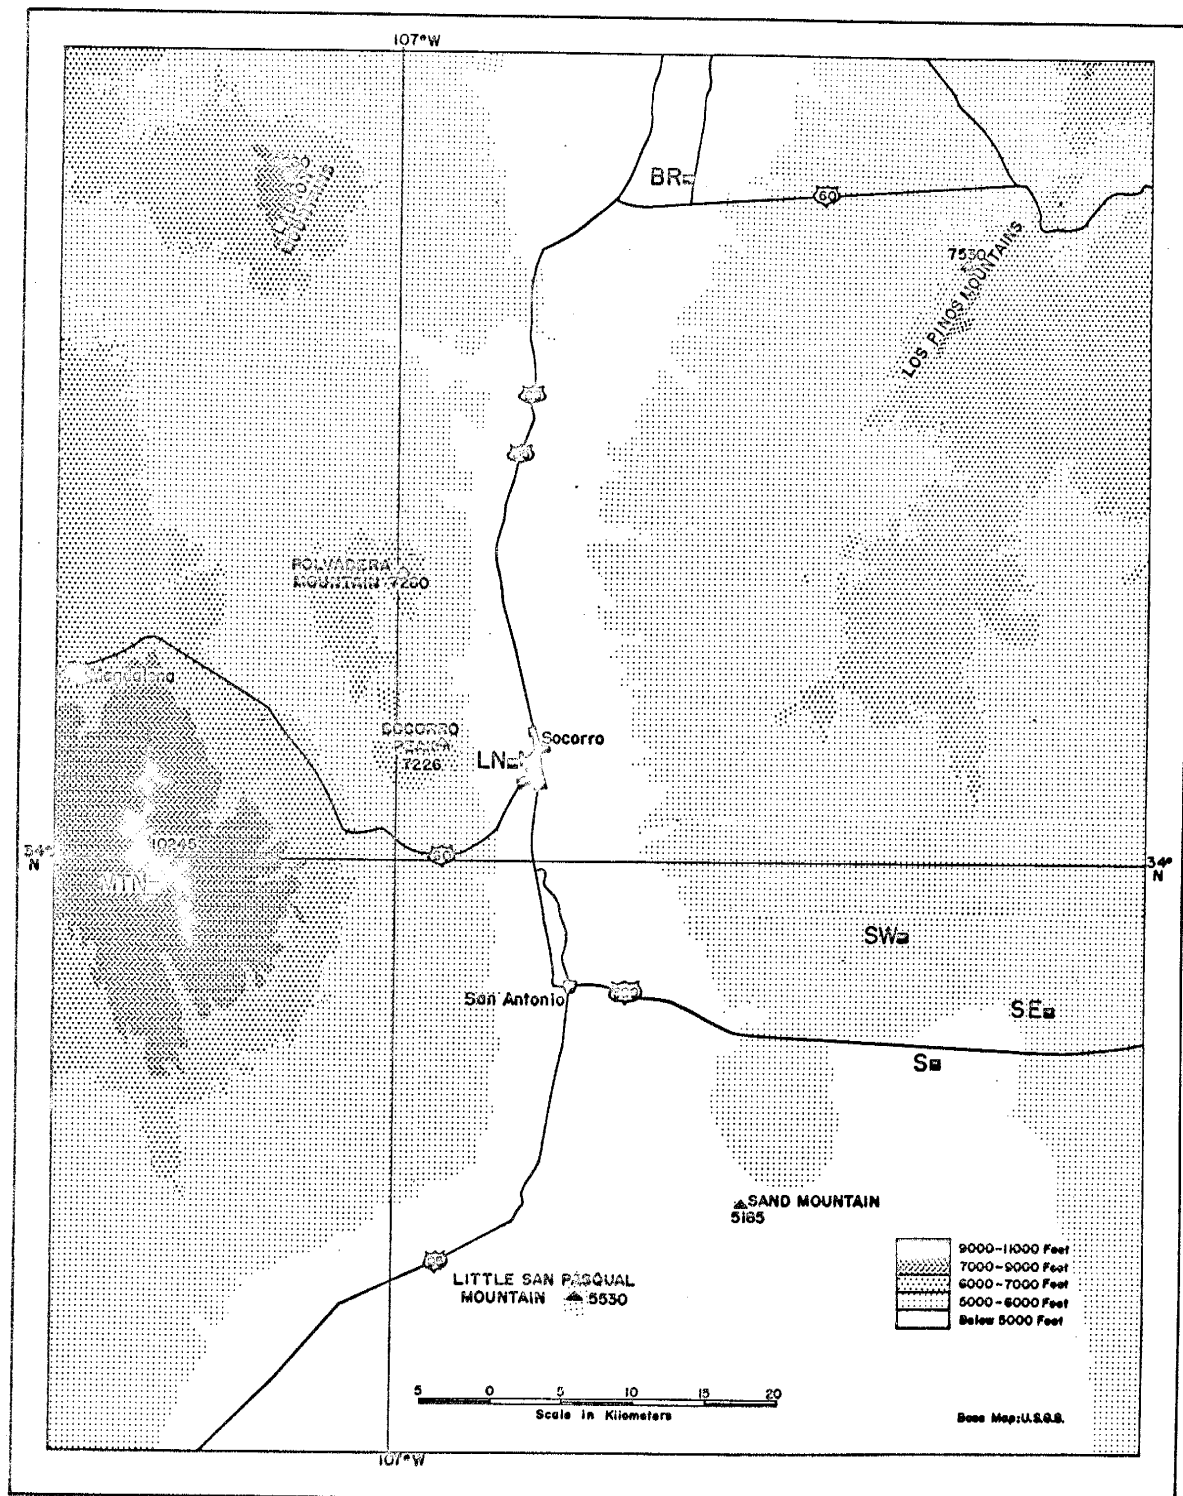 107°W
BR
60
7530
LOS PINOS MOUNTAINS
MOUNTAINS
POLVADERA
MOUNTAIN 7260
Magdalena
SOCORRO
PEAK
7226
Socorro
LN
34°
N
10245
MTN
60
34°
N
SW
San Antonio
SE
S
SAND MOUNTAIN
5185
LITTLE SAN PASQUAL
MOUNTAIN 5530
9000-11000 Feet
7000-9000 Feet
6000-7000 Feet
5000-6000 Feet
Below 5000 Feet
5 0 5 10 15 20
Scale in Kilometers
Base Map: U.S.G.S.
107°W